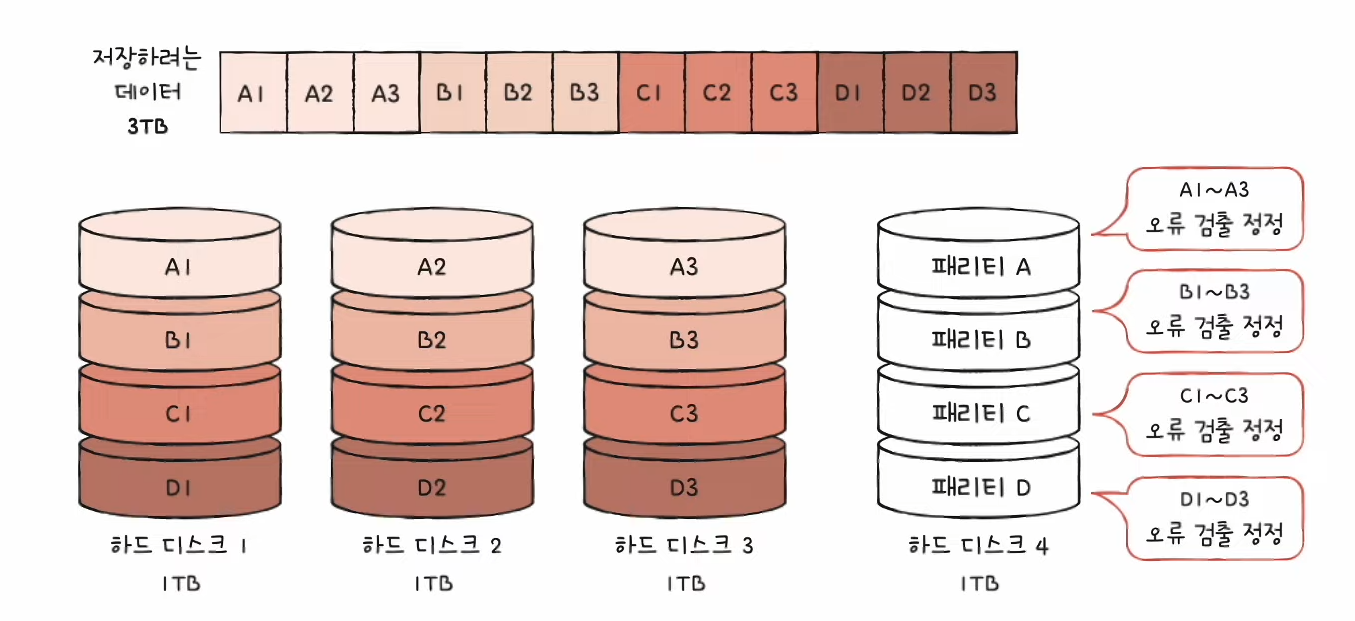 저장하려는
데이터
3TB
A1 A2 A3 B1 B2 B3 C1 C2 C3 D1 D2 D3
A1
B1
C1
D1
하드 디스크 1
1TB
A2
B2
C2
D2
하드 디스크 2
1TB
A3
B3
C3
D3
하드 디스크 3
1TB
패리티 A
패리티 B
패리티 C
패리티 D
하드 디스크 4
1TB
A1~A3
오류 검출 정정
B1~B3
오류 검출 정정
C1~C3
오류 검출 정정
D1~D3
오류 검출 정정